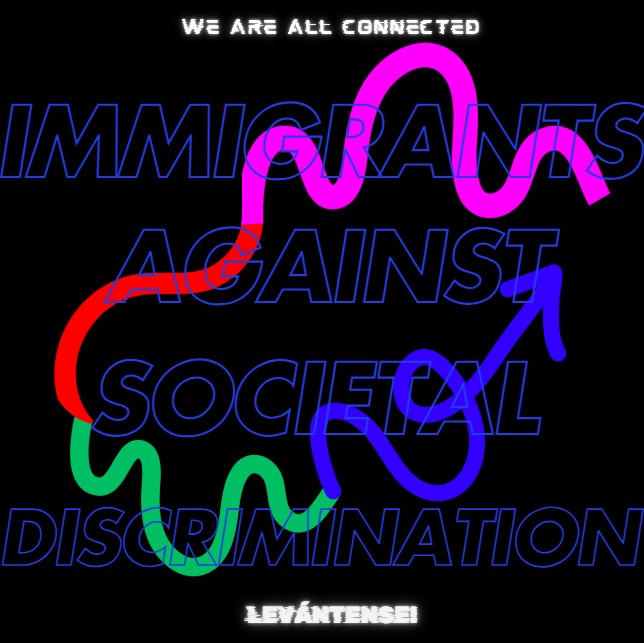 WE ARE ALL CONNECTED
IMMIGRANTS
AGAINST
SOCIETAL
DISCRIMINATION
LEVÁNTENSE!